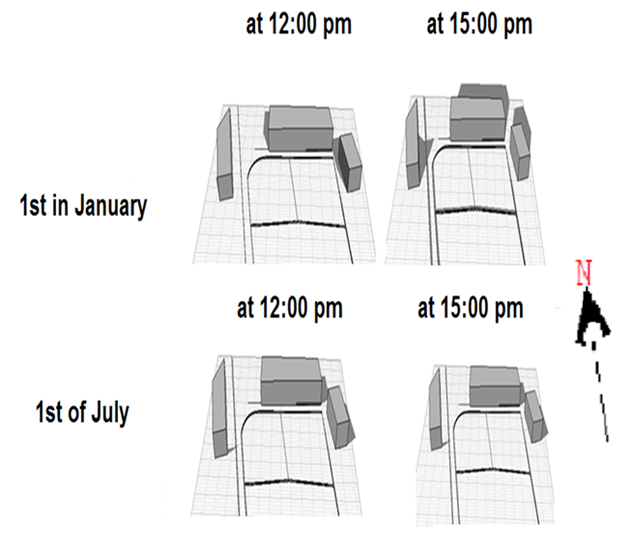 at 12:00 pm
at 15:00 pm
1st in January
N
at 12:00 pm
at 15:00 pm
1st of July